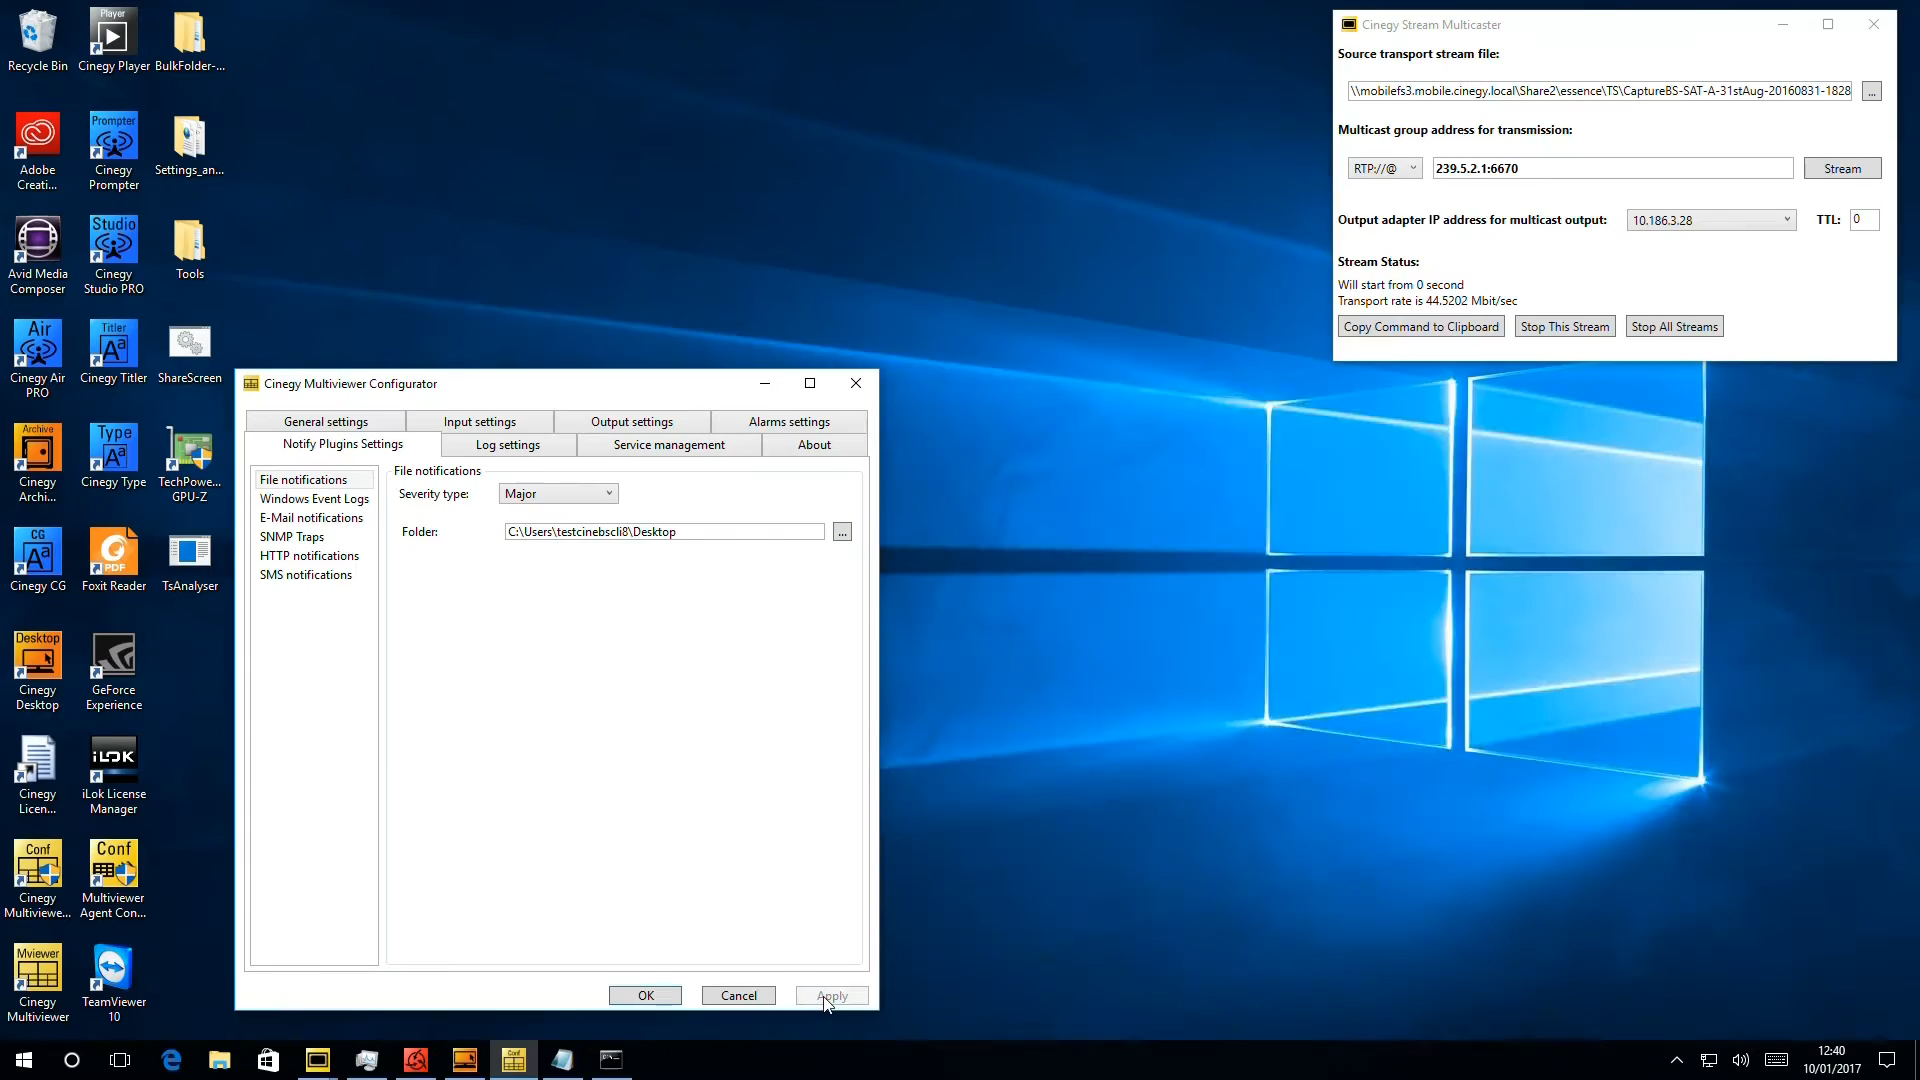 Recycle Bin
Player
Cinegy Player
BulkFolder-...
Adobe
Creati...
Prompter
Cinegy
Prompter
Settings_an...
Avid Media
Composer
Studio
Cinegy
Studio PRO
Tools
Air
Cinegy Air
PRO
Titler
Cinegy Titler
ShareScreen
Archive
Cinegy
Archi...
Type
Cinegy Type
TechPowe...
GPU-Z
CG
Cinegy CG
PDF
Foxit Reader
TsAnalyser
Desktop
Cinegy
Desktop
GeForce
Experience
Cinegy
Licen...
iLOK
iLok License
Manager
Conf
Cinegy
Multiviewe...
Conf
Multiviewer
Agent Con...
Mviewer
Cinegy
Multiviewer
TeamViewer
10
Cinegy Multiviewer Configurator
General settings
Input settings
Output settings
Alarms settings
Notify Plugins Settings
Log settings
Service management
About
File notifications
Windows Event Logs
E-Mail notifications
SNMP Traps
HTTP notifications
SMS notifications
File notifications
Severity type:
Major
Folder:
C:\Users\testcinebscli8\Desktop
...
OK
Cancel
Apply
Cinegy Stream Multicaster
Source transport stream file:
\\mobilefs3.mobile.cinegy.local\Share2\essence\TS\CaptureBS-SAT-A-31stAug-20160831-1828
...
Multicast group address for transmission:
RTP://@
239.5.2.1:6670
Stream
Output adapter IP address for multicast output:
10.186.3.28
TTL:
0
Stream Status:
Will start from 0 second
Transport rate is 44.5202 Mbit/sec
Copy Command to Clipboard
Stop This Stream
Stop All Streams
Conf
12:40
10/01/2017